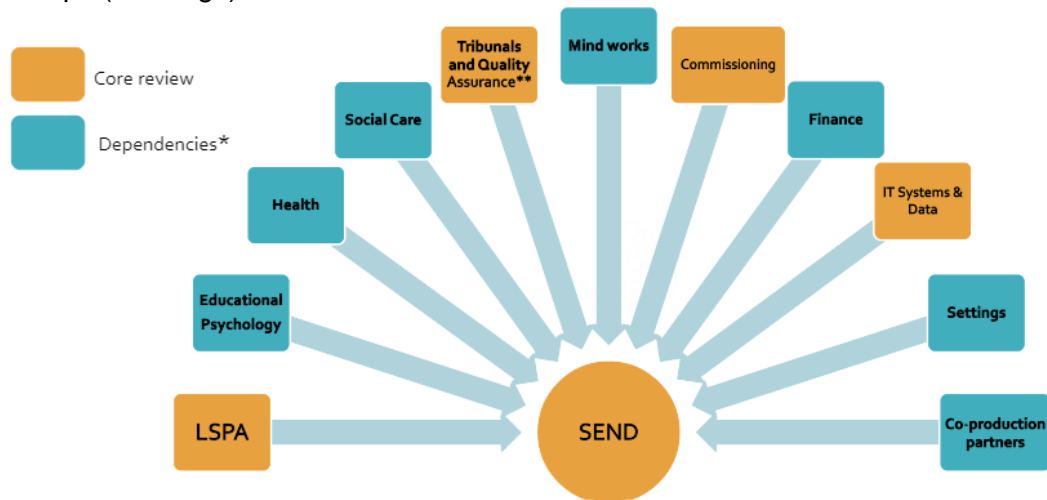 Core review
Dependencies*
Tribunals
and Quality
Assurance**
Mind works
Commissioning
Social Care
Finance
Health
IT Systems &
Data
Educational
Psychology
Settings
LSPA
SEND
Co-production
partners